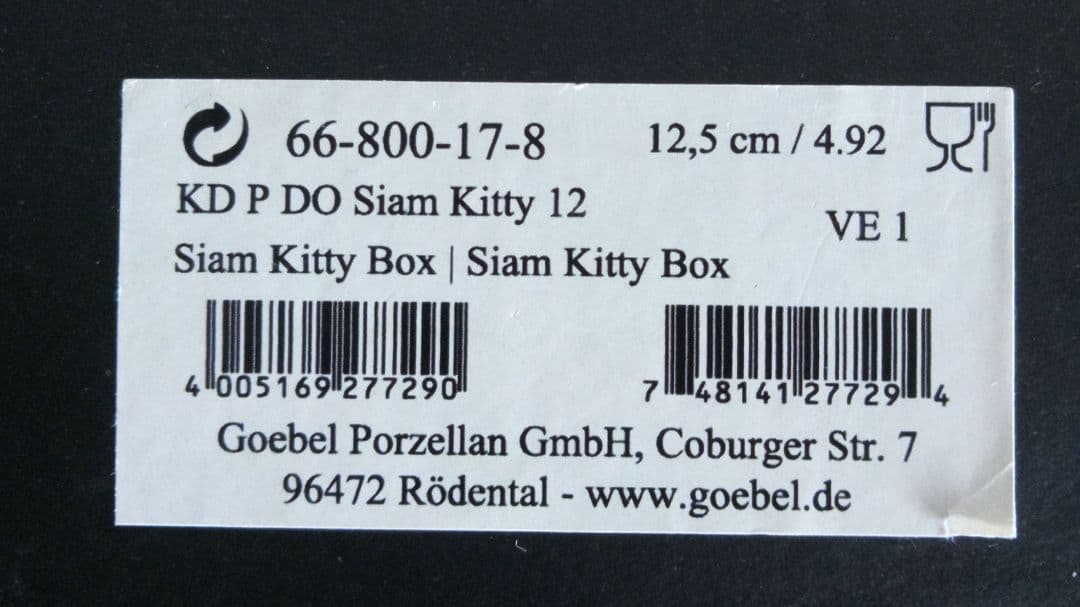 66-800-17-8 12,5 cm / 4.92
KD P DO Siam Kitty 12
VE 1
Siam Kitty Box | Siam Kitty Box
4 005169 277290
7 48141 27729 4
Goebel Porzellan GmbH, Coburger Str. 7
96472 Rödental - www.goebel.de